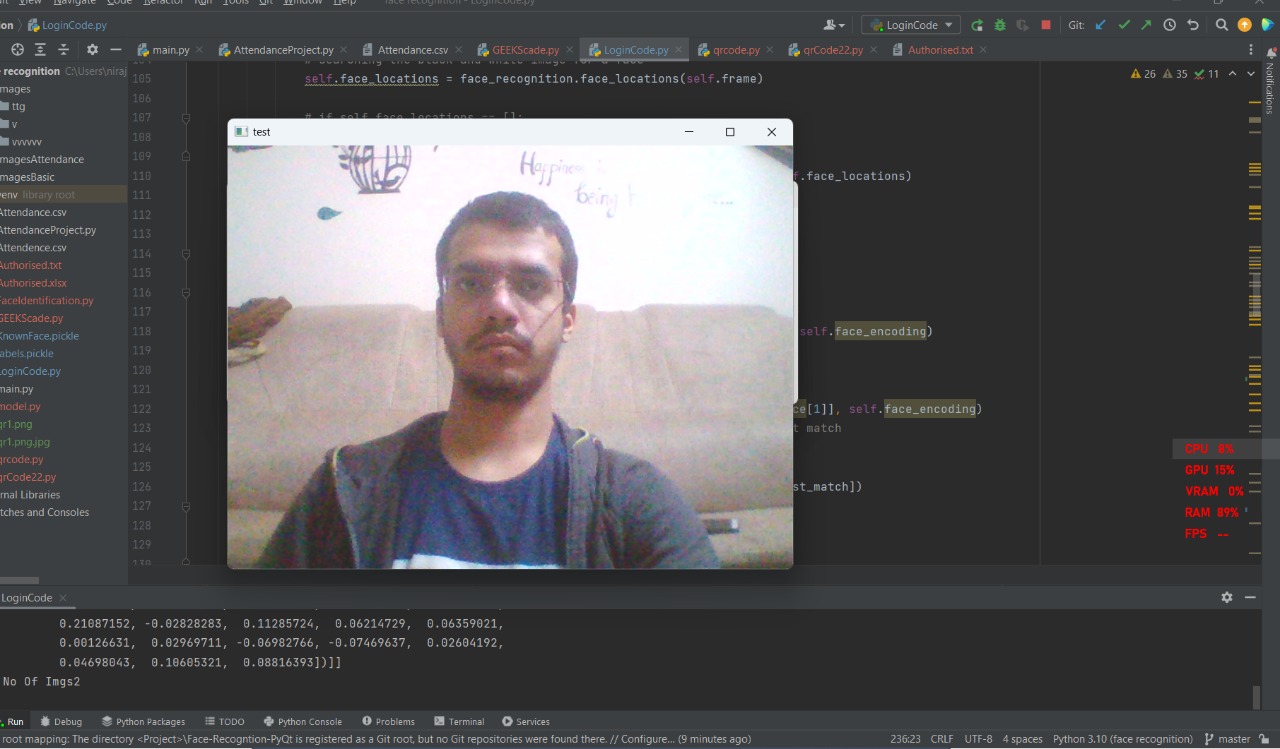 View Navigate Code Refactor Run Tools Git Window Help face recognition - LoginCode.py
on LoginCode.py LoginCode Git:
main.py AttendanceProject.py Attendance.csv GEEKScade.py LoginCode.py qrcode.py qrCode22.py Authorised.txt
recognition C:\Users\niraj
mages
ttg
v
vvvvvv
magesAttendance
magesBasic
venv library root
Attendance.csv
AttendanceProject.py
Attendence.csv
Authorised.txt
Authorised.xlsx
FaceIdentification.py
GEEKScade.py
KnownFace.pickle
labels.pickle
LoginCode.py
main.py
model.py
qr1.png
qr1.png.jpg
qrcode.py
qrCode22.py
rnal Libraries
tches and Consoles
# searching the black and white image for a face
105 self.face_locations = face_recognition.face_locations(self.frame)
106
107 # if self.face_locations == []:
108
109
110 f.face_locations)
111
112
113
114
115
116
117
118 self.face_encoding)
119
120
121
122 ce[1]], self.face_encoding)
123 t match
124
125
126 st_match])
127
128
129
130
26 35 11
Notifications
test
Happiness is
being
CPU 8%
GPU 15%
VRAM 0%
RAM 89%
FPS --
LoginCode
0.21087152, -0.02828283, 0.11285724, 0.06214729, 0.06359021,
0.00126631, 0.02969711, -0.06982766, -0.07469637, 0.02604192,
0.04698043, 0.10605321, 0.08816393])]]
No Of Imgs2
Run Debug Python Packages TODO Python Console Problems Terminal Services
root mapping: The directory <Project>\Face-Recogntion-PyQt is registered as a Git root, but no Git repositories were found there. // Configure... (9 minutes ago) 236:23 CRLF UTF-8 4 spaces Python 3.10 (face recognition) master